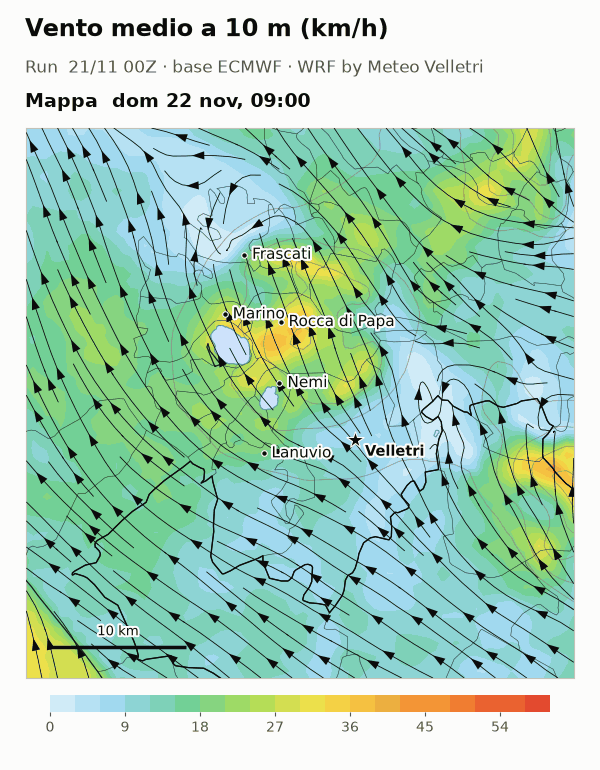 Vento medio a 10 m (km/h)
Run  21/11 00Z · base ECMWF · WRF by Meteo Velletri
Mappa  dom 22 nov, 09:00
Frascati
Marino
Rocca di Papa
Nemi
Velletri
Lanuvio
10 km
0 9 18 27 36 45 54